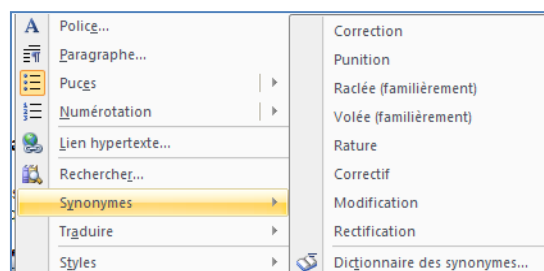 Police...
Paragraphe...
Puces
Numérotation
Lien hypertexte...
Rechercher...
Synonymes
Traduire
Styles
Correction
Punition
Raclée (familièrement)
Volée (familièrement)
Rature
Correctif
Modification
Rectification
Dictionnaire des synonymes...